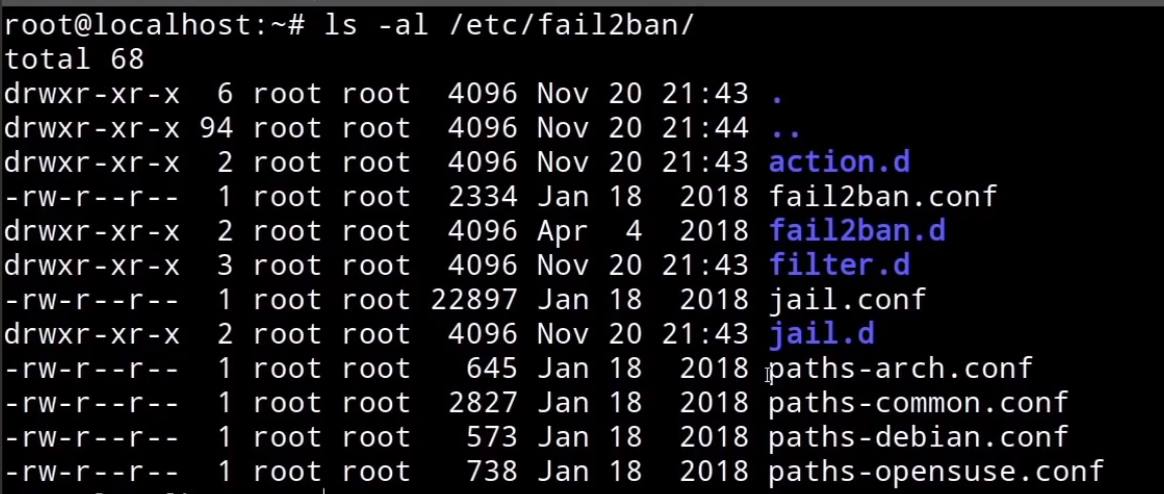 root@localhost:~# ls -al /etc/fail2ban/
total 68
drwxr-xr-x  6 root root  4096 Nov 20 21:43 .
drwxr-xr-x 94 root root  4096 Nov 20 21:44 ..
drwxr-xr-x  2 root root  4096 Nov 20 21:43 action.d
-rw-r--r--  1 root root  2334 Jan 18  2018 fail2ban.conf
drwxr-xr-x  2 root root  4096 Apr  4  2018 fail2ban.d
drwxr-xr-x  3 root root  4096 Nov 20 21:43 filter.d
-rw-r--r--  1 root root 22897 Jan 18  2018 jail.conf
drwxr-xr-x  2 root root  4096 Nov 20 21:43 jail.d
-rw-r--r--  1 root root   645 Jan 18  2018 paths-arch.conf
-rw-r--r--  1 root root  2827 Jan 18  2018 paths-common.conf
-rw-r--r--  1 root root   573 Jan 18  2018 paths-debian.conf
-rw-r--r--  1 root root   738 Jan 18  2018 paths-opensuse.conf